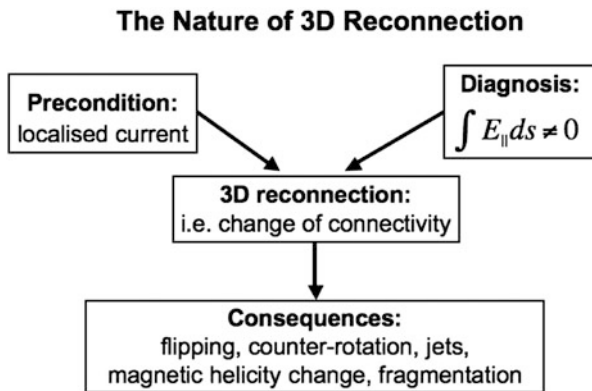 The Nature of 3D Reconnection
Precondition:
localised current
Diagnosis:
∫ E∥ds ≠ 0
3D reconnection:
i.e. change of connectivity
Consequences:
flipping, counter-rotation, jets,
magnetic helicity change, fragmentation